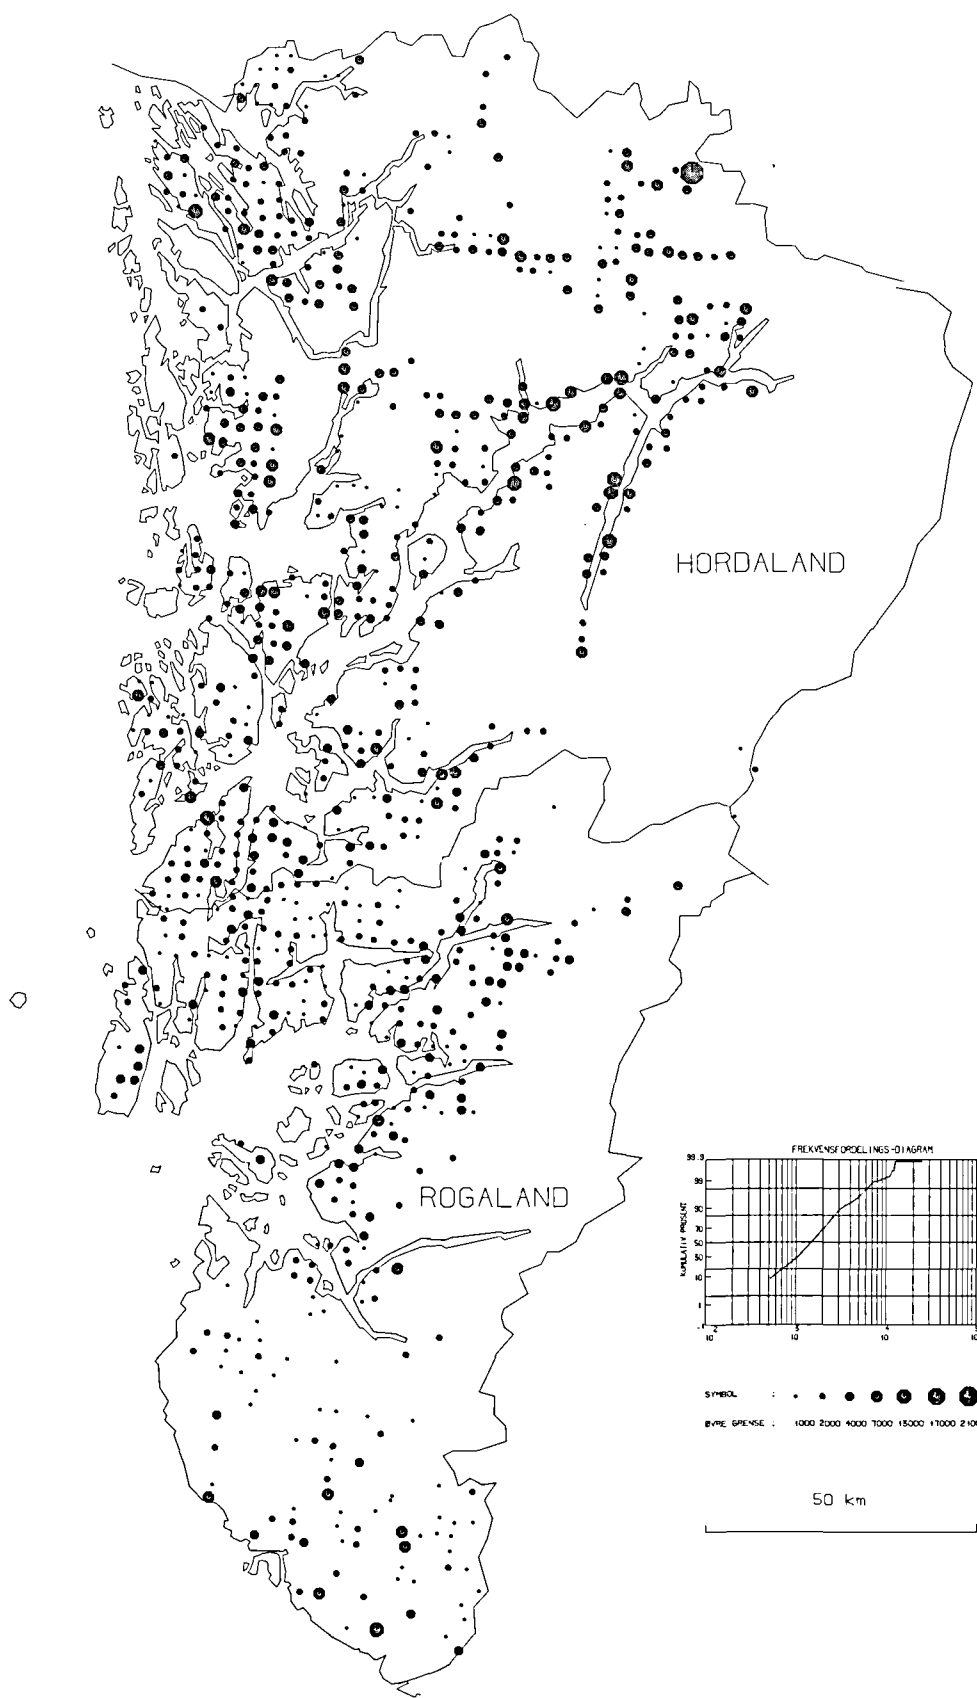 HORDALAND
ROGALAND
FREKVENSFORDELINGS-DIAGRAM
KUMULATIV PROSENT
99.9
99
90
70
50
30
10
1
SYMBOL :
ØVRE GRENSE : 1000 2000 4000 7000 13000 17000
50 km